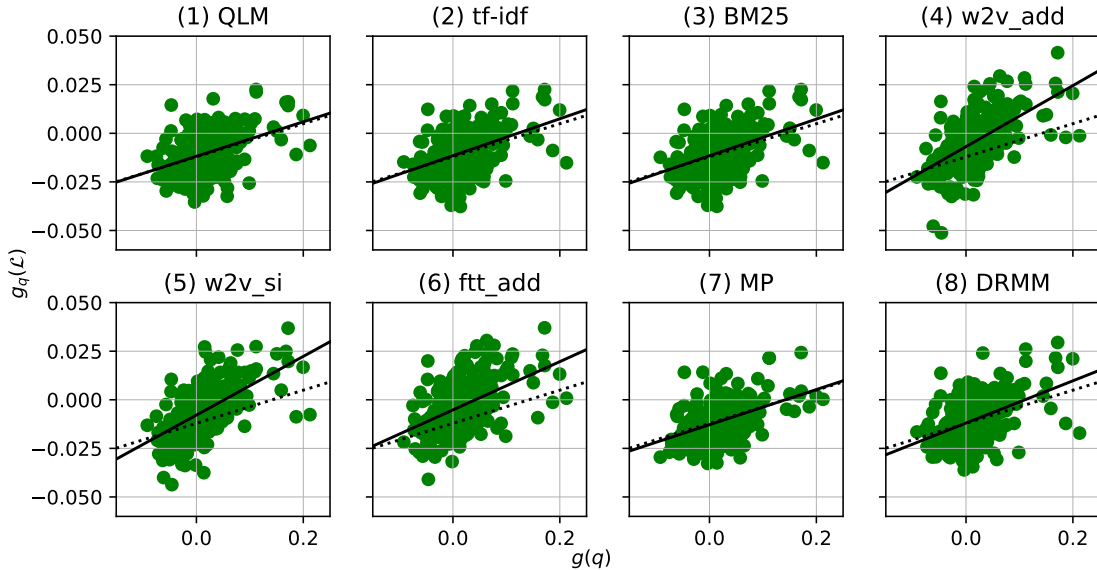 (1) QLM (2) tf-idf (3) BM25 (4) w2v_add
0.050
0.025
0.000
−0.025
−0.050
g_q(ℒ)
(5) w2v_si (6) ftt_add (7) MP (8) DRMM
0.050
0.025
0.000
−0.025
−0.050
0.0 0.2 0.0 0.2 0.0 0.2 0.0 0.2
g(q)